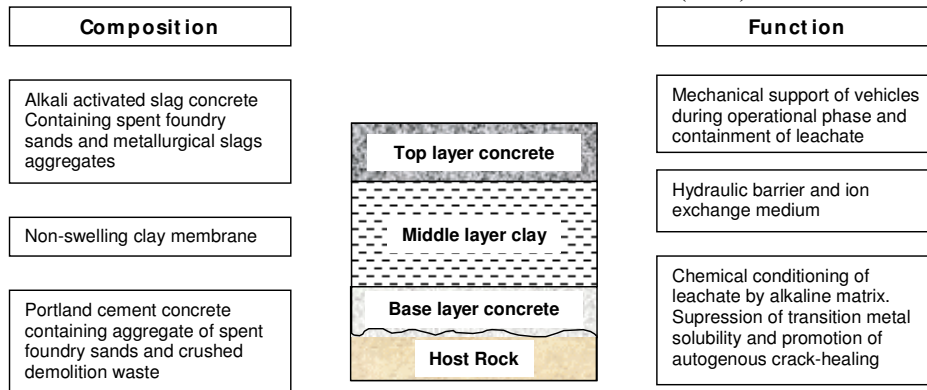 Composition
Alkali activated slag concrete
Containing spent foundry
sands and metallurgical slags
aggregates
Non-swelling clay membrane
Portland cement concrete
containing aggregate of spent
foundry sands and crushed
demolition waste
Top layer concrete
Middle layer clay
Base layer concrete
Host Rock
Function
Mechanical support of vehicles
during operational phase and
containment of leachate
Hydraulic barrier and ion
exchange medium
Chemical conditioning of
leachate by alkaline matrix.
Supression of transition metal
solubility and promotion of
autogenous crack-healing